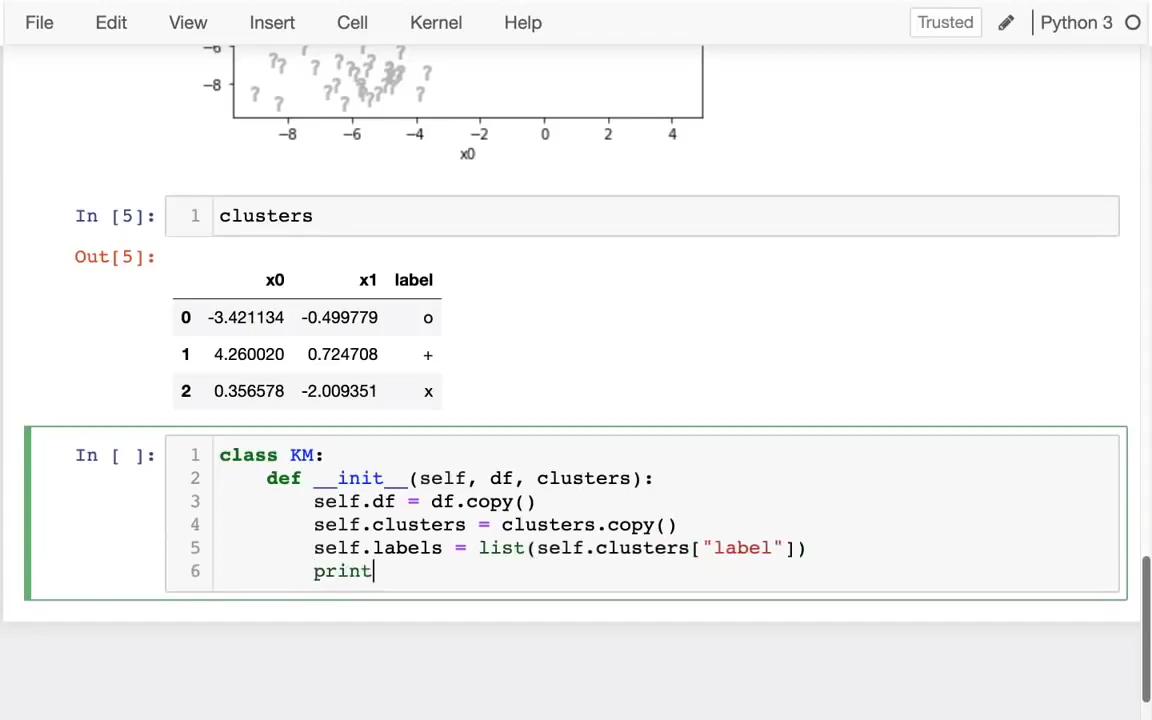 File Edit View Insert Cell Kernel Help Trusted Python 3
−6
−8
−8 −6 −4 −2 0 2 4
x0
In [5]: 1 clusters
Out[5]:
x0 x1 label
0 -3.421134 -0.499779 o
1 4.260020 0.724708 +
2 0.356578 -2.009351 x
In [ ]: 1 class KM:
2 def __init__(self, df, clusters):
3 self.df = df.copy()
4 self.clusters = clusters.copy()
5 self.labels = list(self.clusters["label"])
6 print